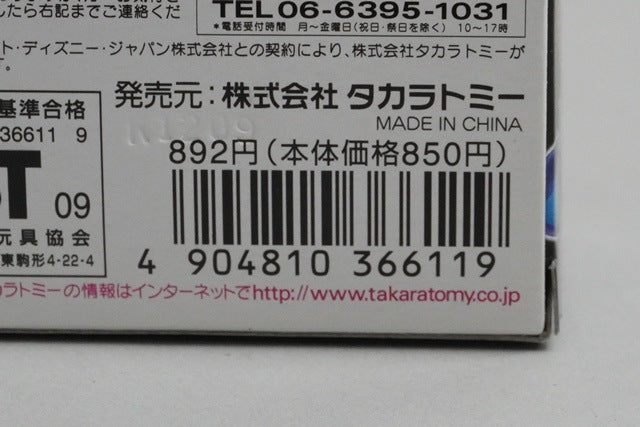 したら右記までご連絡くだ
TEL 06-6395-1031
*電話受付時間 月〜金曜日(祝日・祭日を除く) 10〜17時
ト・ディズニー・ジャパン株式会社との契約により、株式会社タカラトミーが
す。
基準合格
発売元:株式会社 タカラトミー
MADE IN CHINA
36611 9
N1209
892円(本体価格850円)
ST 09
玩具協会
東駒形4-22-4
4 904810 366119
カラトミーの情報はインターネットでhttp://www.takaratomy.co.jp